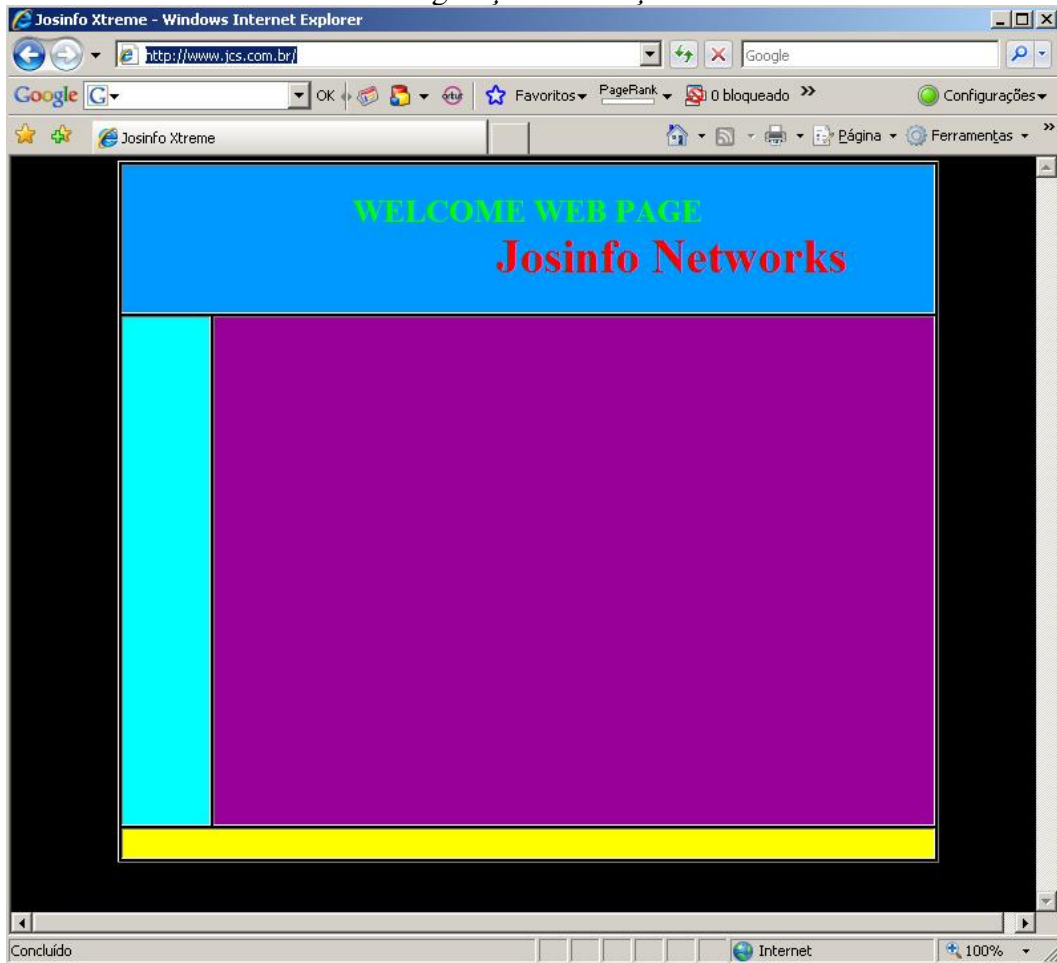 Josinfo Xtreme - Windows Internet Explorer
http://www.jcs.com.br/
Google
Google G OK Favoritos PageRank 0 bloqueado » Configurações
Josinfo Xtreme Página Ferramentas »
WELCOME WEB PAGE
Josinfo Networks
Concluído Internet 100%